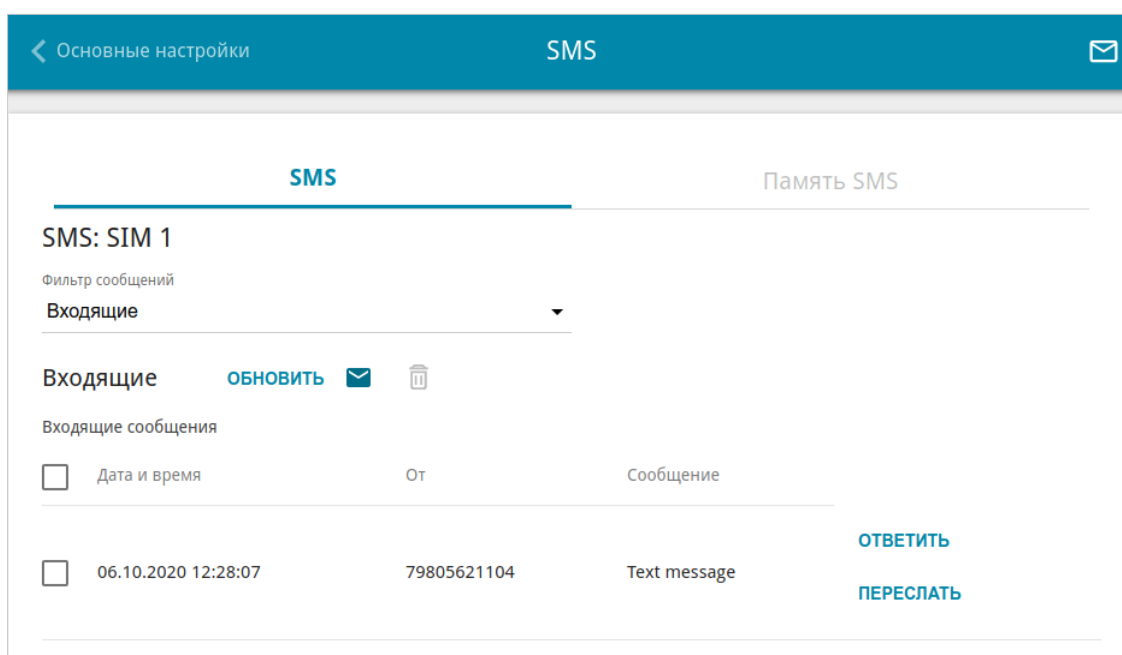 Основные настройки SMS
SMS Память SMS
SMS: SIM 1
Фильтр сообщений
Входящие
Входящие ОБНОВИТЬ
Входящие сообщения
Дата и время От Сообщение
ОТВЕТИТЬ
06.10.2020 12:28:07 79805621104 Text message
ПЕРЕСЛАТЬ